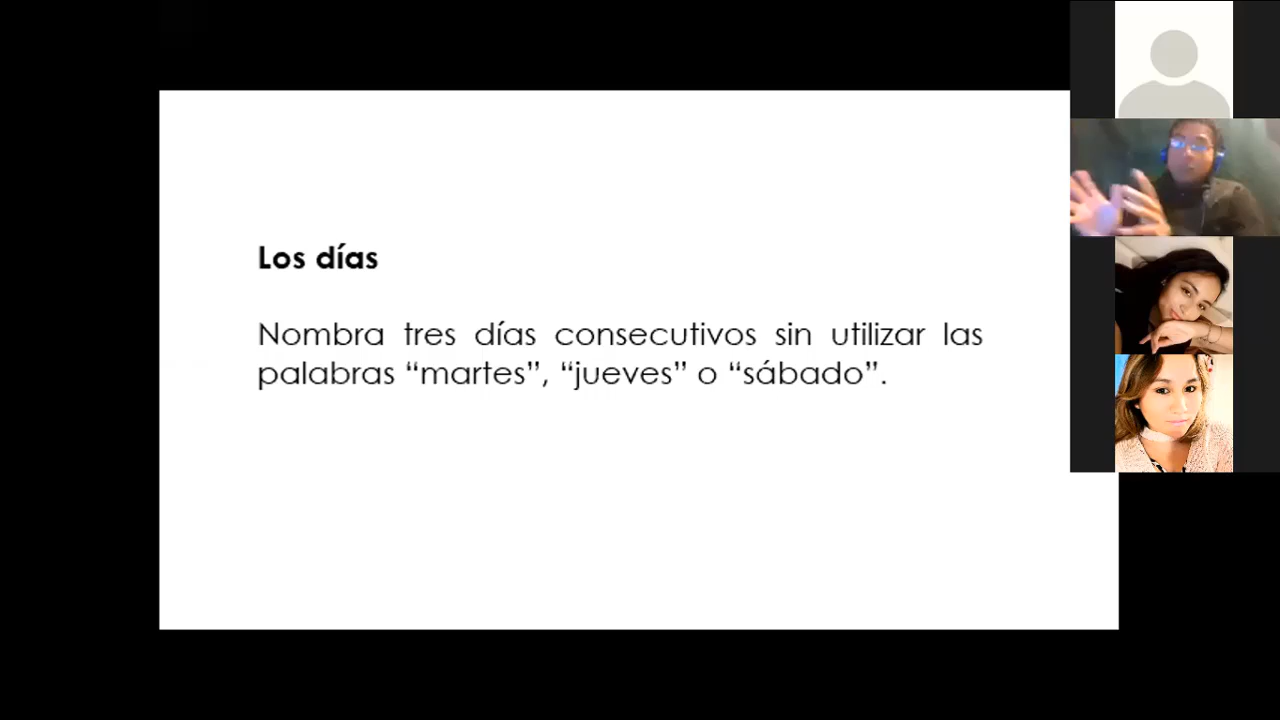 Los días
Nombra tres días consecutivos sin utilizar las
palabras “martes”, “jueves” o “sábado”.